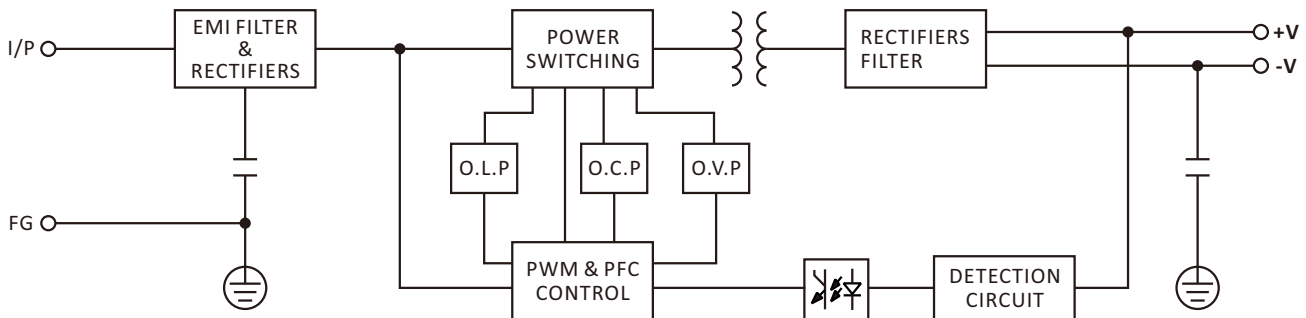 I/P
EMI FILTER
&
RECTIFIERS
POWER
SWITCHING
RECTIFIERS
FILTER
+V
-V
O.L.P
O.C.P
O.V.P
FG
PWM & PFC
CONTROL
DETECTION
CIRCUIT